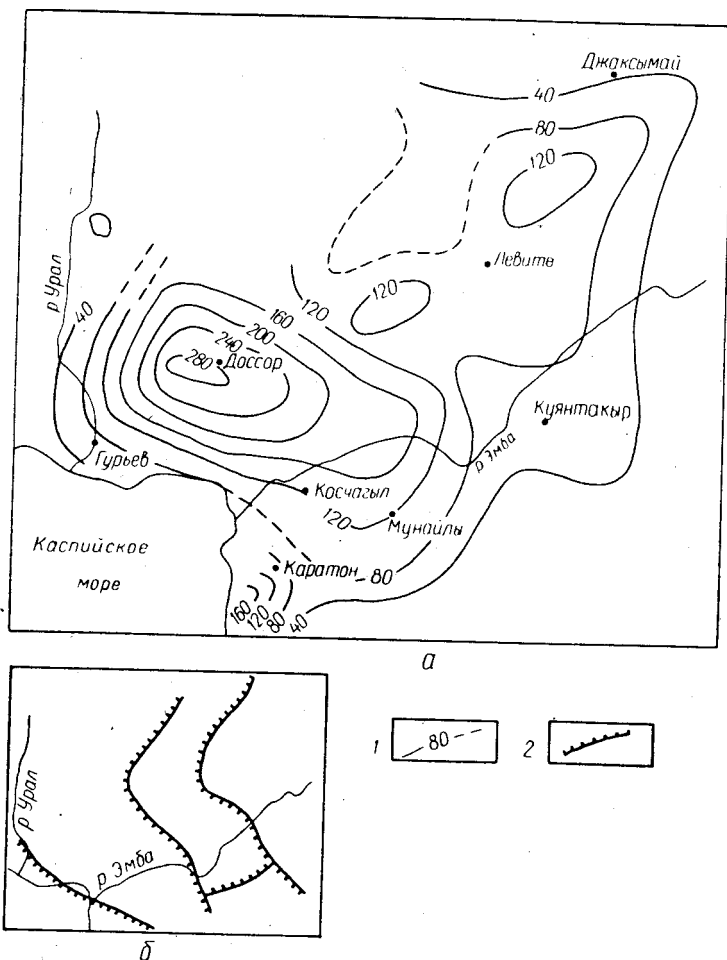 Джаксымай
40
80
120
Левите
120
р Урал
40
120
160
200
240
280
Доссор
Куянтакыр
р Эмба
Гурьев
Косчагыл
120
Мунайлы
Каспийское
море
Каратон
80
160
120
80
40
а
1
80
2
р Урал
р Эмба
б